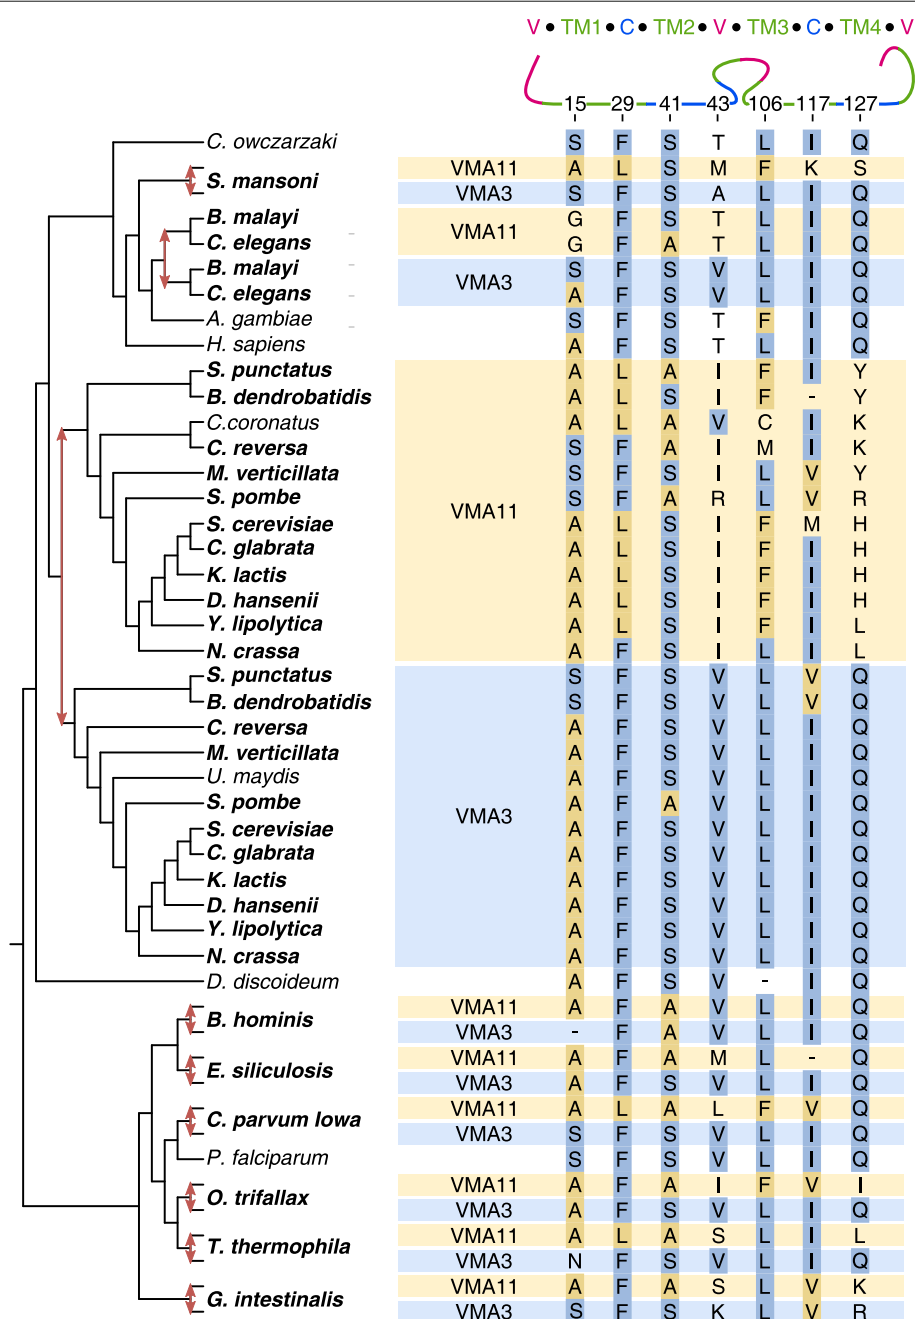 V • TM1 • C • TM2 • V • TM3 • C • TM4 • V
15 29 41 43 106 117 127
C. owczarzaki S F S T L I Q
VMA11 A L S M F K S
S. mansoni
VMA3 S F S A L I Q
B. malayi G F S T L I Q
VMA11
C. elegans G F A T L I Q
B. malayi S F S V L I Q
VMA3
C. elegans A F S V L I Q
A. gambiae S F S T F I Q
H. sapiens A F S T L I Q
S. punctatus A L A I F I Y
B. dendrobatidis A L S I F - Y
C.coronatus A L A V C I K
C. reversa S F A I M I K
M. verticillata S F S I L V Y
S. pombe S F A R L V R
VMA11
S. cerevisiae A L S I F M H
C. glabrata A L S I F I H
K. lactis A L S I F I H
D. hansenii A L S I F I H
Y. lipolytica A L S I F I L
N. crassa A F S I L I L
S. punctatus S F S V L V Q
B. dendrobatidis S F S V L V Q
C. reversa A F S V L I Q
M. verticillata A F S V L I Q
U. maydis A F S V L I Q
S. pombe A F A V L I Q
VMA3
S. cerevisiae A F S V L I Q
C. glabrata A F S V L I Q
K. lactis A F S V L I Q
D. hansenii A F S V L I Q
Y. lipolytica A F S V L I Q
N. crassa A F S V L I Q
D. discoideum A F S V - I Q
VMA11 A F A V L I Q
B. hominis
VMA3 - F A V L I Q
VMA11 A F A M L - Q
E. siliculosis
VMA3 A F S V L I Q
VMA11 A L A L F V Q
C. parvum Iowa
VMA3 S F S V L I Q
P. falciparum S F S V L I Q
VMA11 A F A I F V I
O. trifallax
VMA3 A F S V L I Q
VMA11 A L A S L I L
T. thermophila
VMA3 N F S V L I Q
VMA11 A F A S L V K
G. intestinalis
VMA3 S F S K L V R